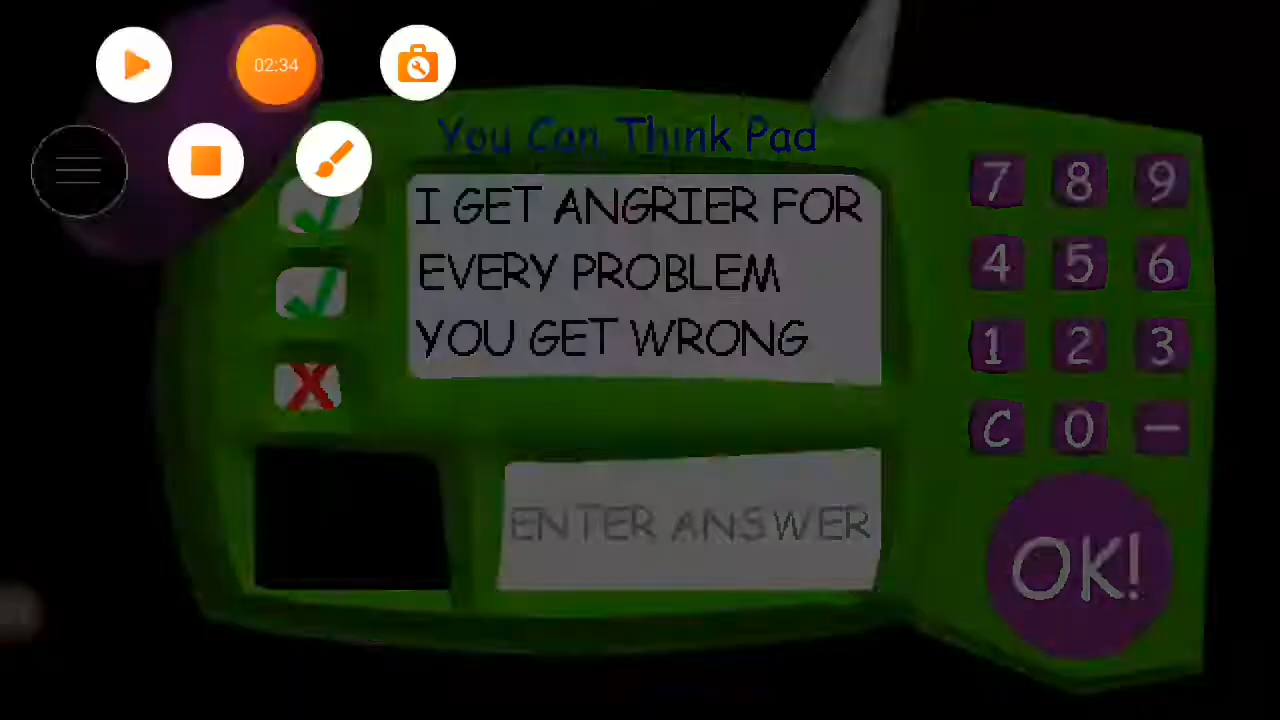 02:34
You Can Think Pad
I GET ANGRIER FOR
EVERY PROBLEM
YOU GET WRONG
ENTER ANSWER
7 8 9
4 5 6
1 2 3
C 0 –
OK!